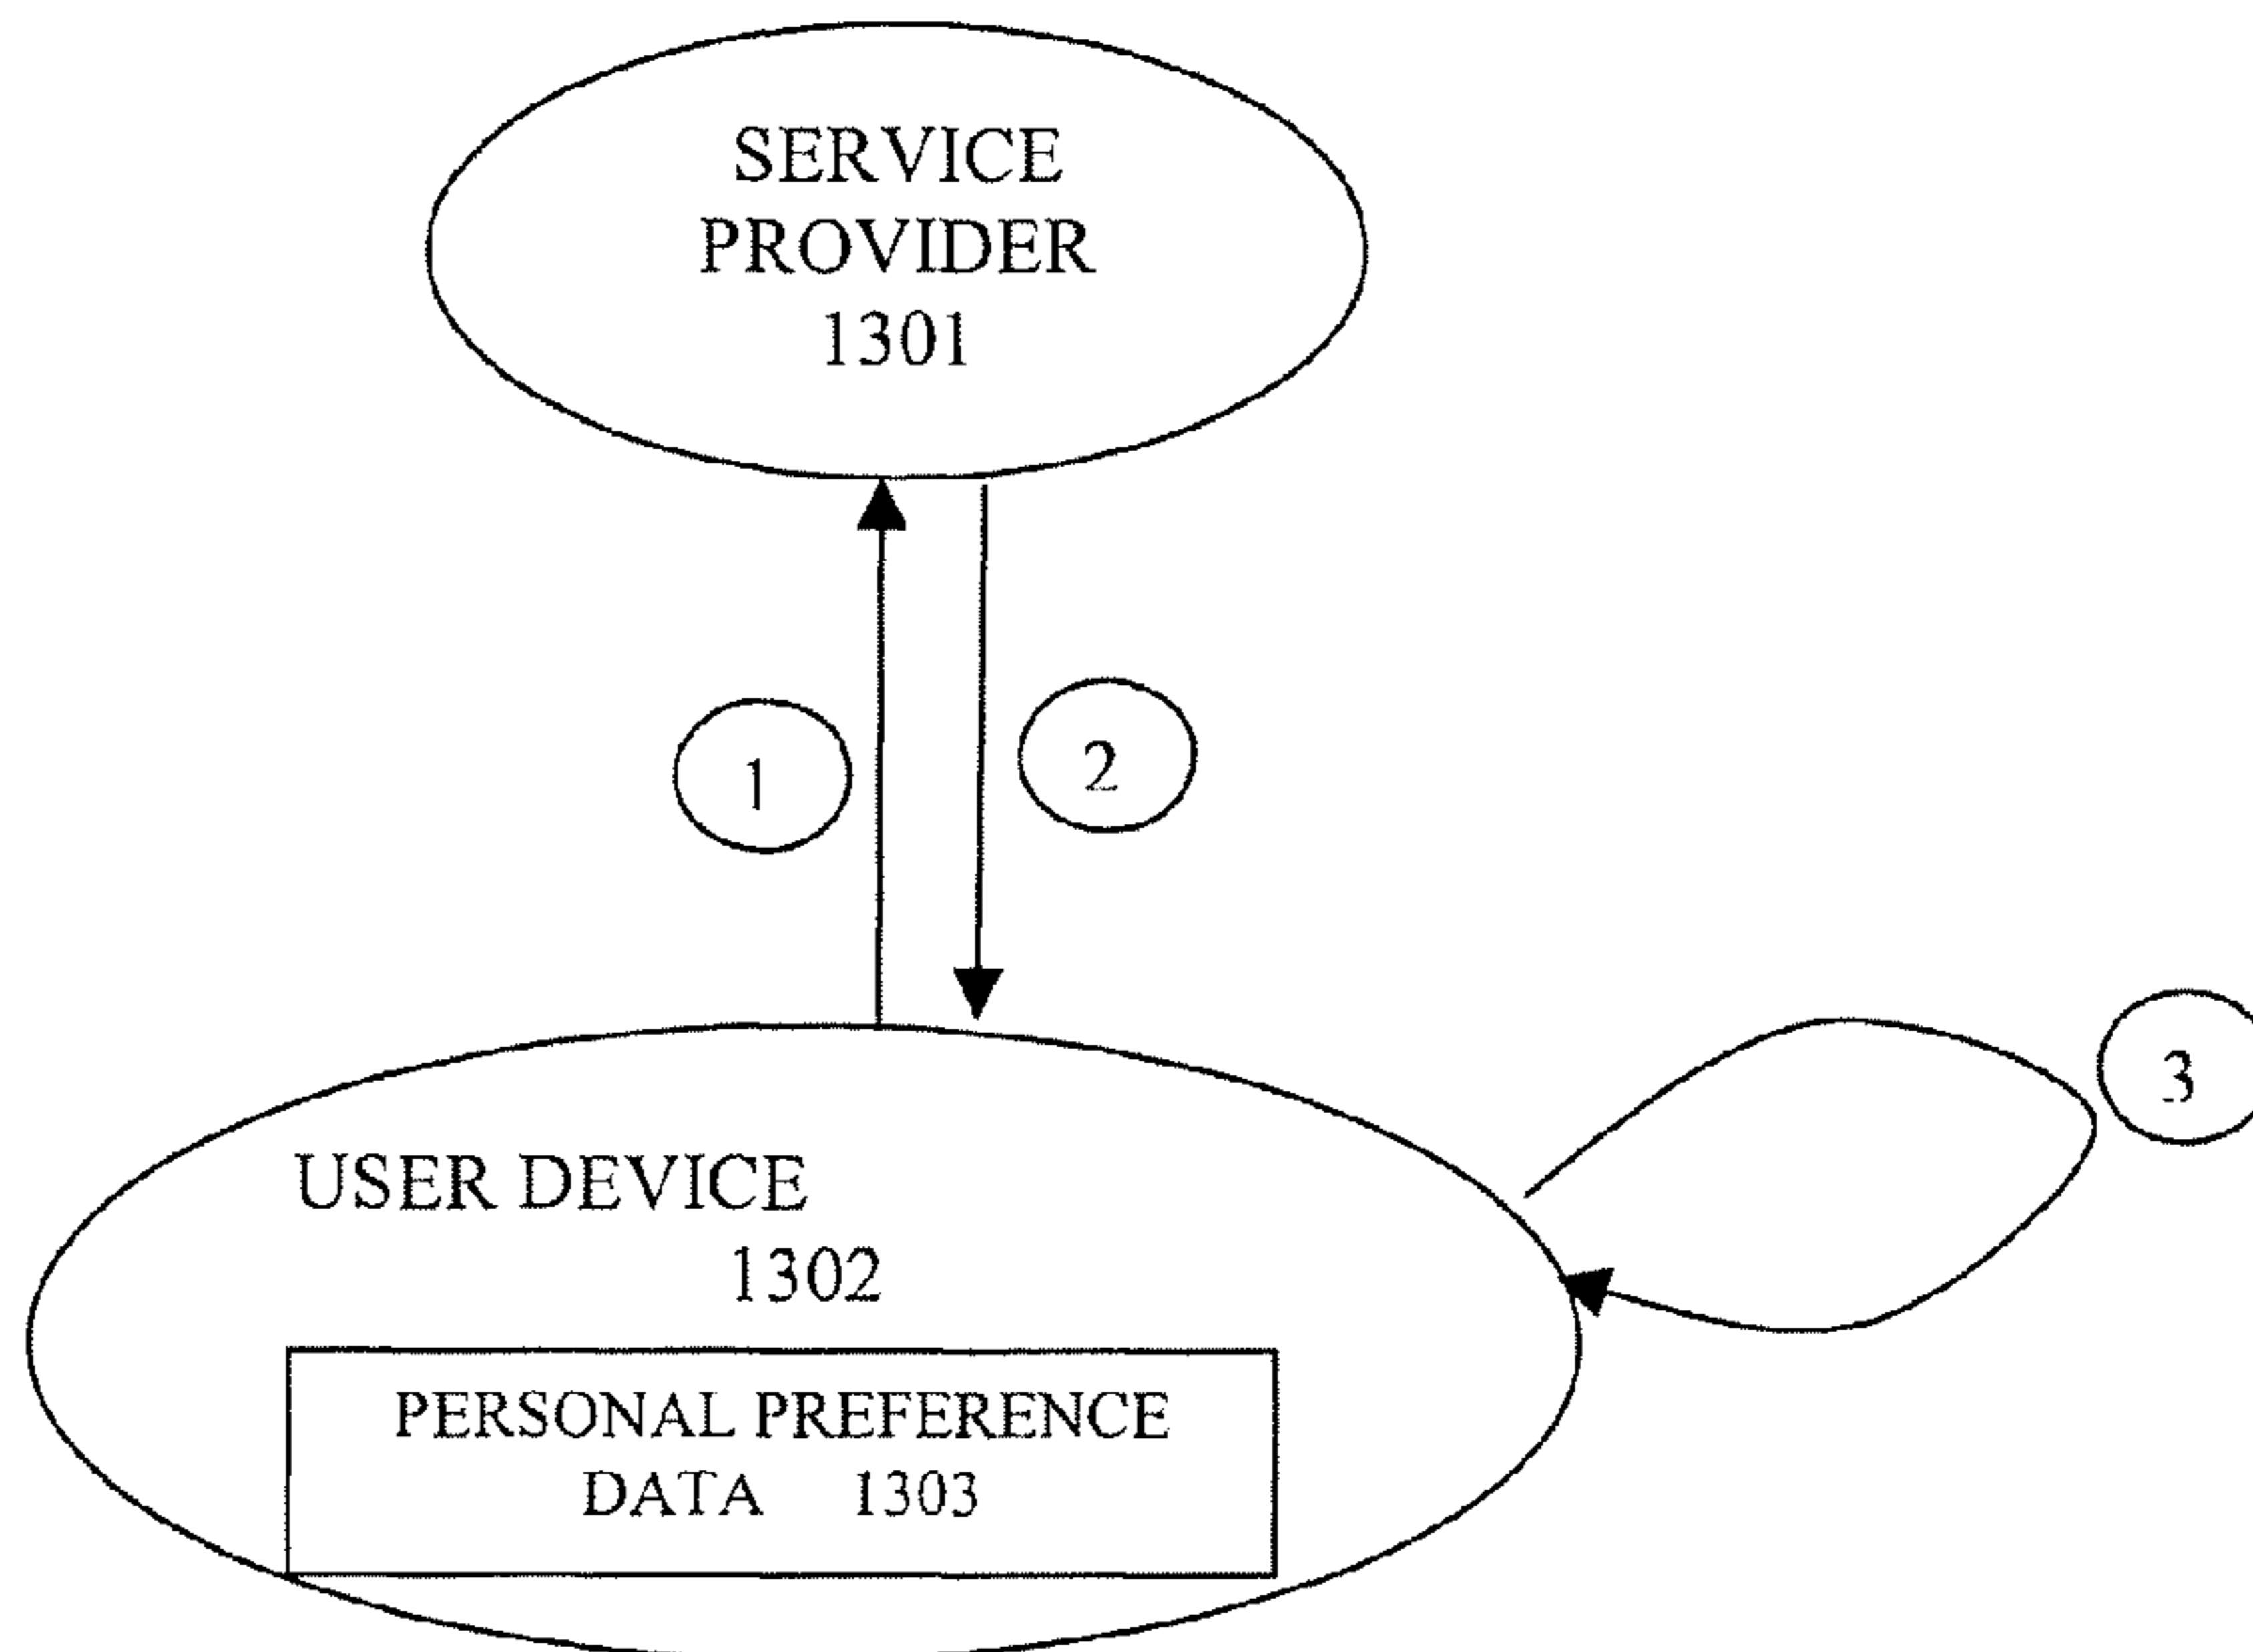 SERVICE
PROVIDER
1301
1
2
3
USER DEVICE
1302
PERSONAL PREFERENCE
DATA 1303